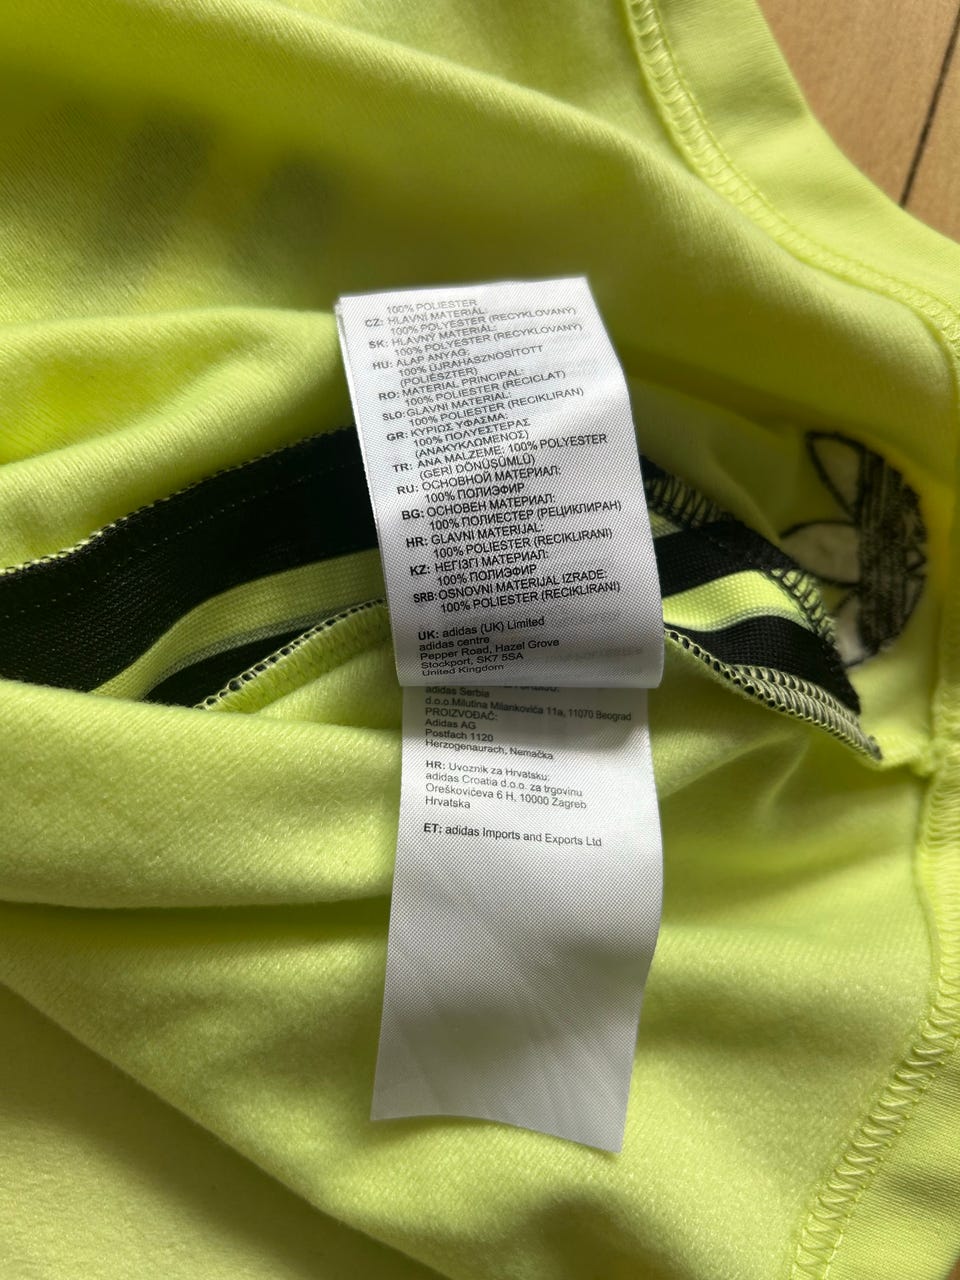 100% POLIESTER
CZ: HLAVNÍ MATERIÁL:
100% POLYESTER (RECYKLOVANÝ)
SK: HLAVNÝ MATERIÁL:
100% POLYESTER (RECYKLOVANÝ)
HU: ALAP ANYAG:
100% ÚJRAHASZNOSÍTOTT
(POLIÉSZTER)
RO: MATERIAL PRINCIPAL:
100% POLIESTER (RECICLAT)
SLO: GLAVNI MATERIAL:
100% POLIESTER (RECIKLIRAN)
GR: ΚΥΡΙΩΣ ΥΦΑΣΜΑ:
100% ΠΟΛΥΕΣΤΕΡΑΣ
(ΑΝΑΚΥΚΛΩΜΕΝΟΣ)
TR: ANA MALZEME: 100% POLYESTER
(GERİ DÖNÜŞÜMLÜ)
RU: ОСНОВНОЙ МАТЕРИАЛ:
100% ПОЛИЭФИР
BG: ОСНОВЕН МАТЕРИАЛ:
100% ПОЛИЕСТЕР (РЕЦИКЛИРАН)
HR: GLAVNI MATERIJAL:
100% POLIESTER (RECIKLIRANI)
KZ: НЕГІЗГІ МАТЕРИАЛ:
100% ПОЛИЭФИР
SRB: OSNOVNI MATERIJAL IZRADE:
100% POLIESTER (RECIKLIRANI)
UK: adidas (UK) Limited
adidas centre
Pepper Road, Hazel Grove
Stockport, SK7 5SA
United Kingdom
adidas Serbia
d.o.o.Milutina Milankovića 11a, 11070 Beograd
PROIZVOĐAČ:
Adidas AG
Postfach 1120
Herzogenaurach, Nemačka
HR: Uvoznik za Hrvatsku:
adidas Croatia d.o.o. za trgovinu
Oreškovićeva 6 H, 10000 Zagreb
Hrvatska
ET: adidas Imports and Exports Ltd